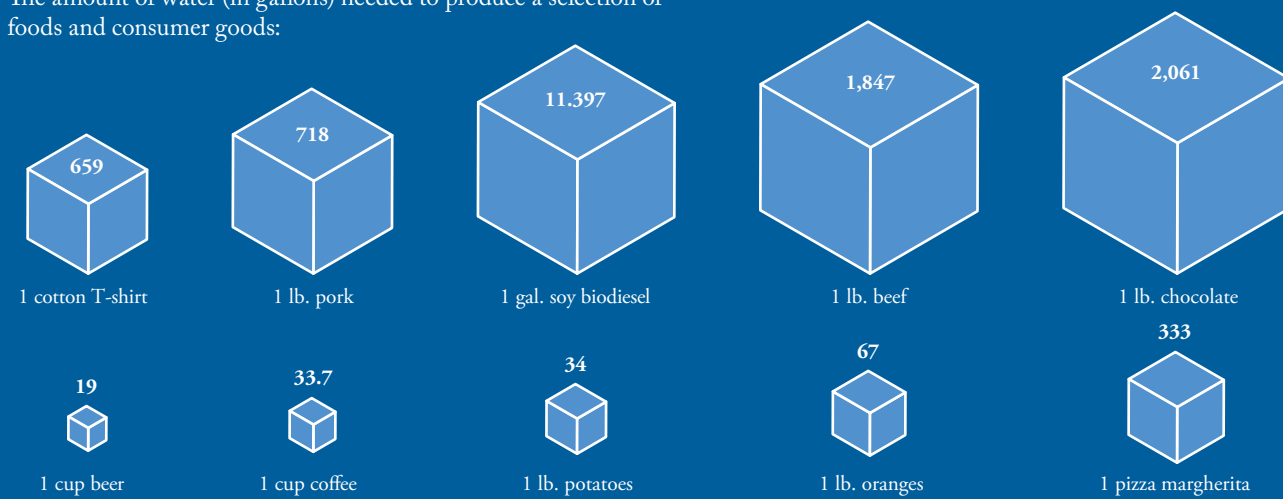 The amount of water (in gallons) needed to produce a selection of
foods and consumer goods:
659
718
11.397
1,847
2,061
1 cotton T-shirt
1 lb. pork
1 gal. soy biodiesel
1 lb. beef
1 lb. chocolate
19
33.7
34
67
333
1 cup beer
1 cup coffee
1 lb. potatoes
1 lb. oranges
1 pizza margherita